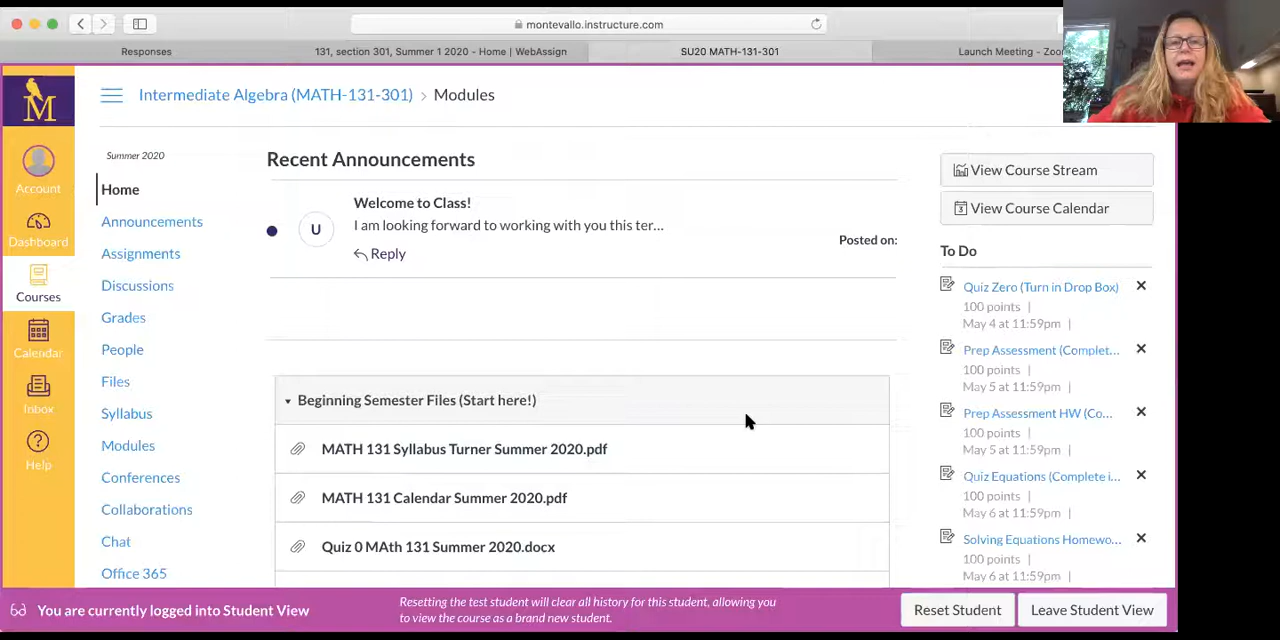 montevallo.instructure.com
Responses
131, section 301, Summer 1 2020 - Home | WebAssign
SU20 MATH-131-301
Launch Meeting - Zoo
M
Account
Dashboard
Courses
Calendar
Inbox
Help
Intermediate Algebra (MATH-131-301) › Modules
Summer 2020
Home
Announcements
Assignments
Discussions
Grades
People
Files
Syllabus
Modules
Conferences
Collaborations
Chat
Office 365
Recent Announcements
U
Welcome to Class!
I am looking forward to working with you this ter...
Reply
Posted on:
Beginning Semester Files (Start here!)
MATH 131 Syllabus Turner Summer 2020.pdf
MATH 131 Calendar Summer 2020.pdf
Quiz 0 MAth 131 Summer 2020.docx
View Course Stream
View Course Calendar
To Do
Quiz Zero (Turn in Drop Box)
100 points |
May 4 at 11:59pm |
Prep Assessment (Complet...
100 points |
May 5 at 11:59pm |
Prep Assessment HW (Co...
100 points |
May 5 at 11:59pm |
Quiz Equations (Complete i...
100 points |
May 6 at 11:59pm |
Solving Equations Homewo...
100 points |
May 6 at 11:59pm |
You are currently logged into Student View
Resetting the test student will clear all history for this student, allowing you
to view the course as a brand new student.
Reset Student
Leave Student View